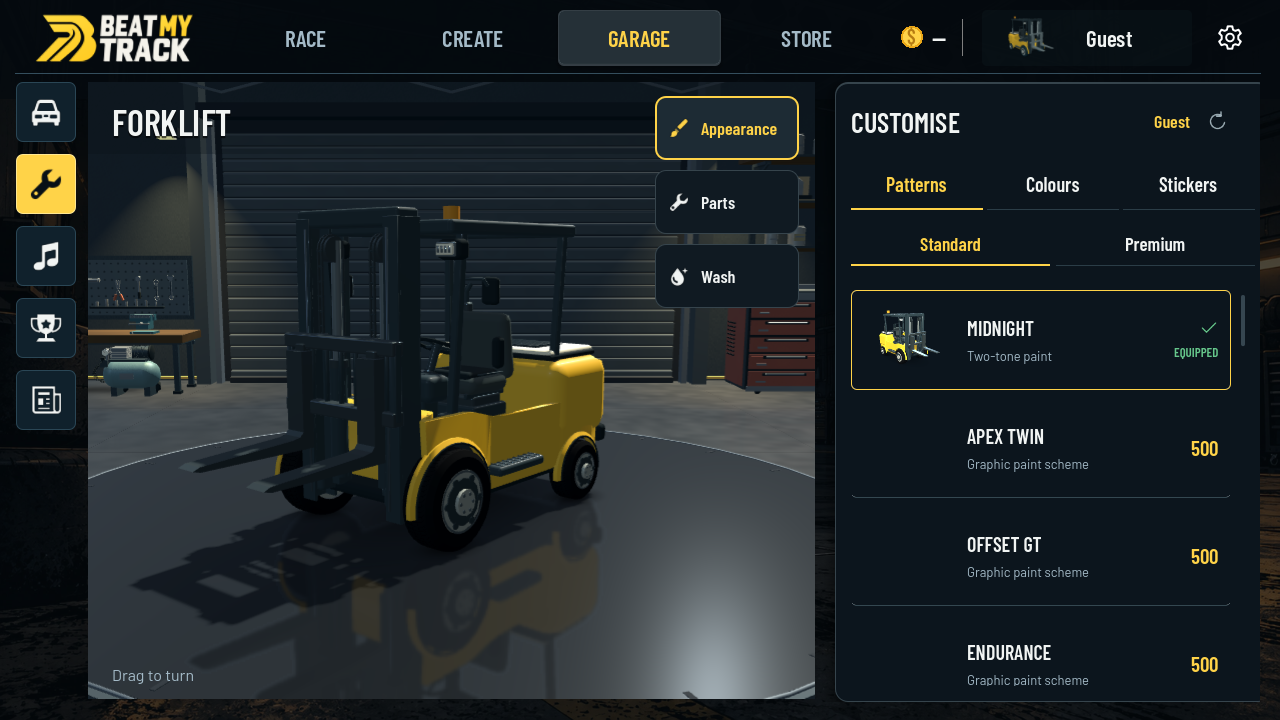 BEATMY
TRACK
RACE
CREATE
GARAGE
STORE
$ –
Guest
FORKLIFT
Appearance
Parts
Wash
Drag to turn
CUSTOMISE
Guest
Patterns
Colours
Stickers
Standard
Premium
MIDNIGHT
Two-tone paint
EQUIPPED
APEX TWIN
Graphic paint scheme
500
OFFSET GT
Graphic paint scheme
500
ENDURANCE
Graphic paint scheme
500